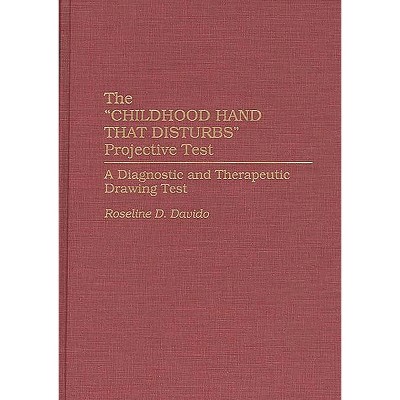 The
"CHILDHOOD HAND
THAT DISTURBS"
Projective Test
A Diagnostic and Therapeutic
Drawing Test
Roseline D. Davido